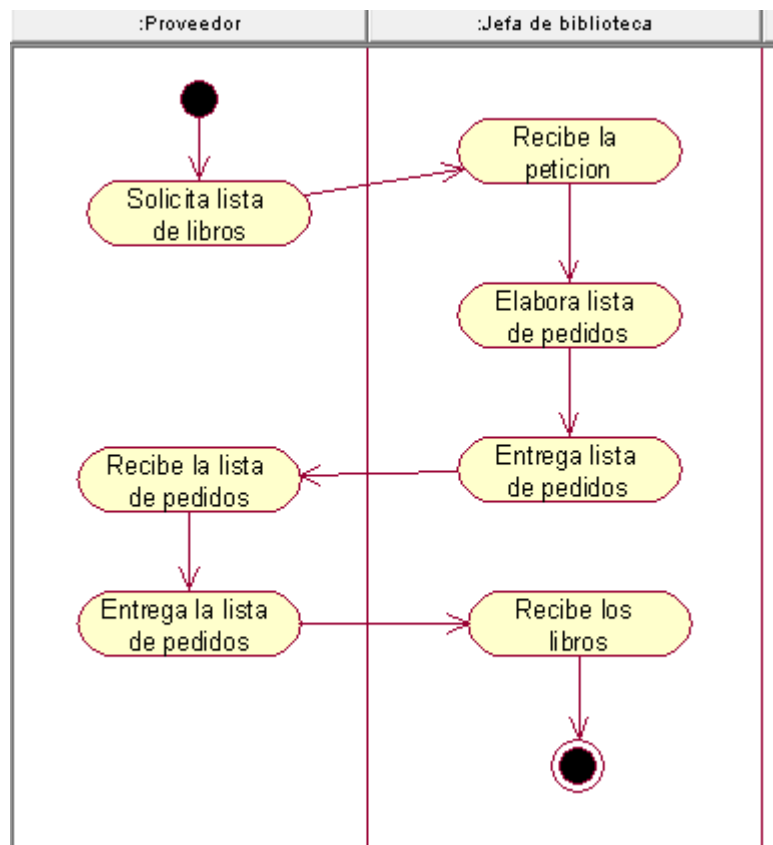 :Proveedor
:Jefa de biblioteca
Solicita lista
de libros
Recibe la
peticion
Elabora lista
de pedidos
Entrega lista
de pedidos
Recibe la lista
de pedidos
Entrega la lista
de pedidos
Recibe los
libros